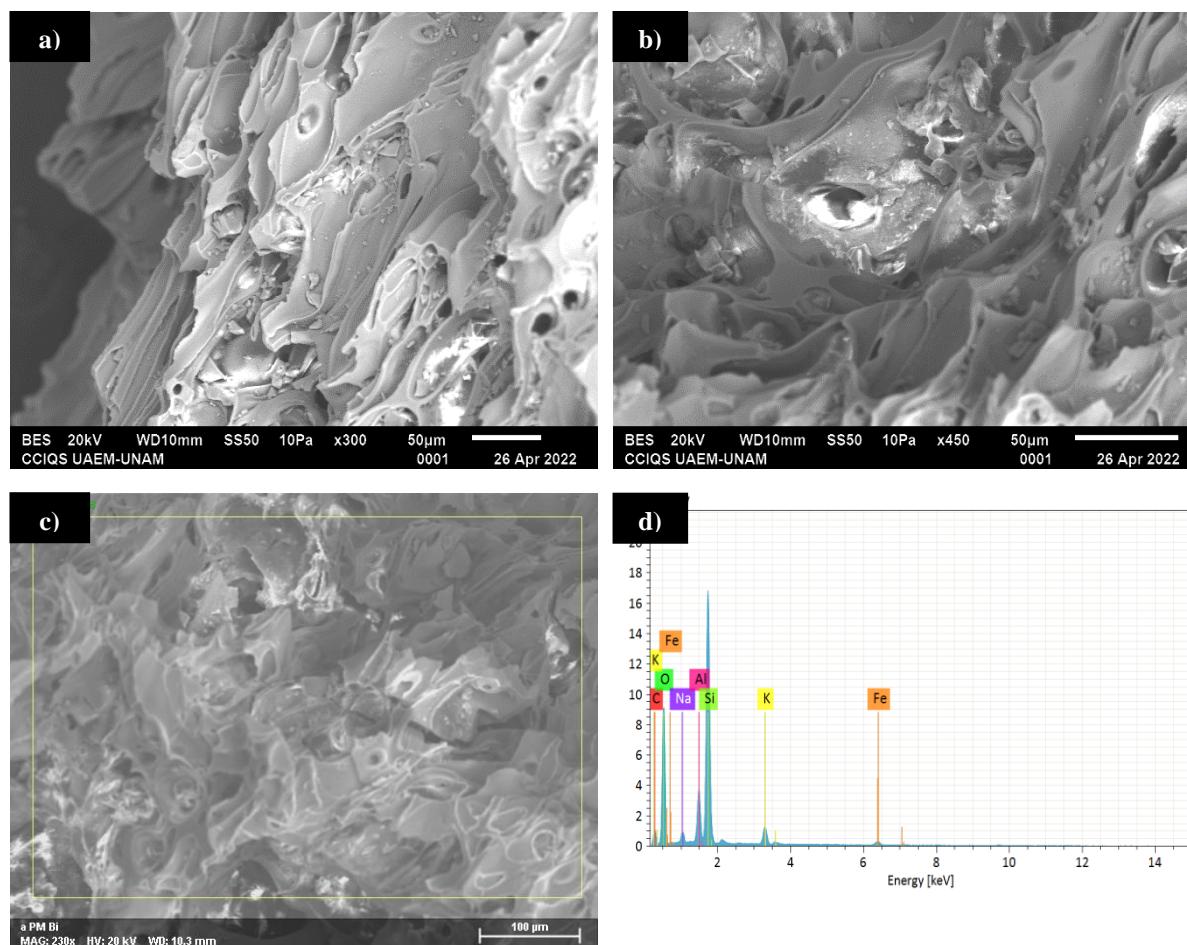 a)
BES 20kV WD10mm SS50 10Pa x300 50µm
CCIQS UAEM-UNAM 0001 26 Apr 2022
b)
BES 20kV WD10mm SS50 10Pa x450 50µm
CCIQS UAEM-UNAM 0001 26 Apr 2022
c)
a PM Bi
MAG: 230x HV: 20 kV WD: 10.3 mm
100 µm
d)
20
18
16
14
12
10
8
6
4
2
0
Fe
K
O
Al
C
Na
Si
K
Fe
2 4 6 8 10 12 14
Energy [keV]